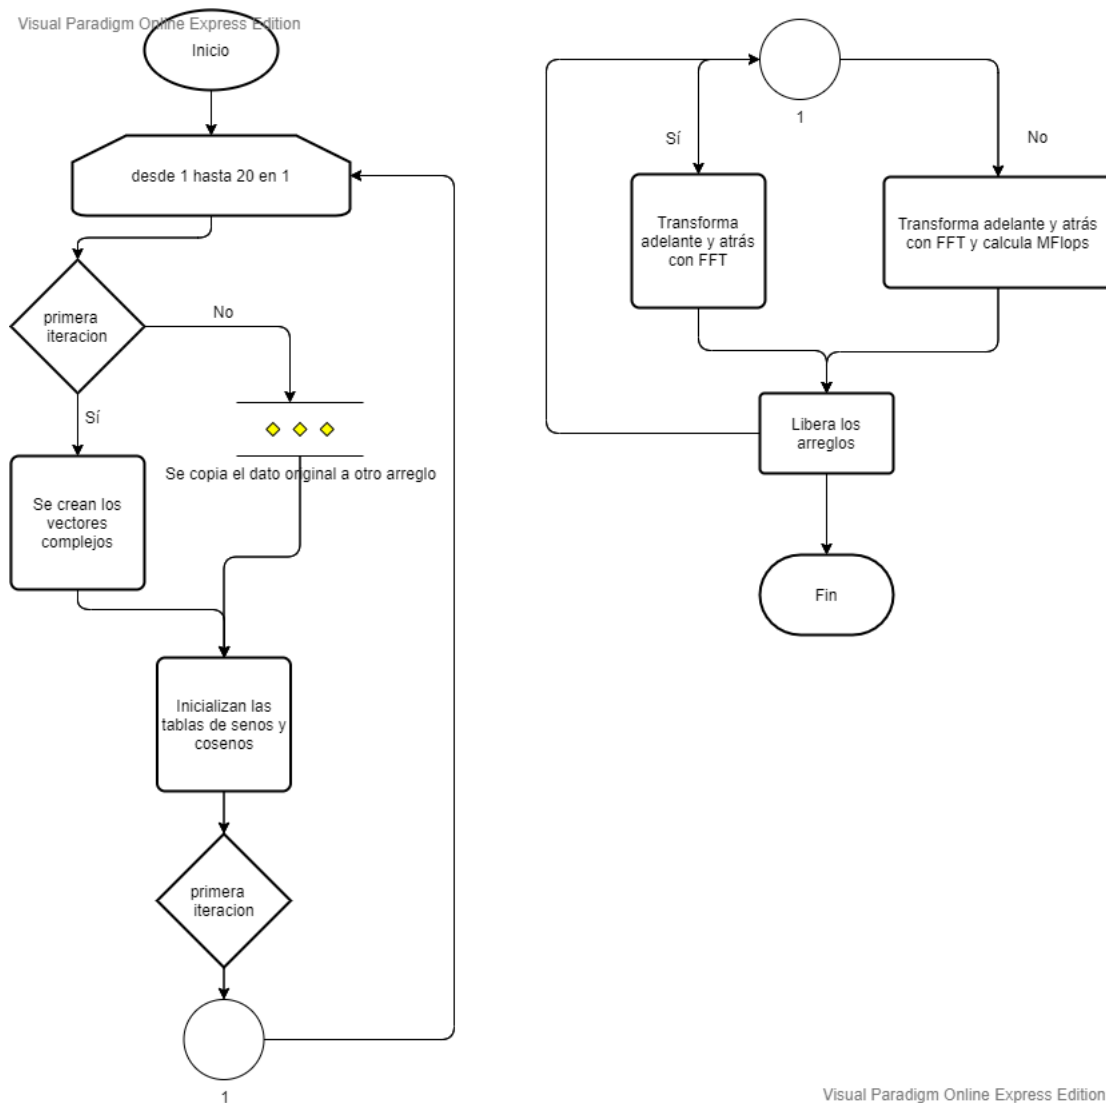 Visual Paradigm Online Express Edition
Inicio
desde 1 hasta 20 en 1
primera
iteracion
No
Sí
Se copia el dato original a otro arreglo
Se crean los
vectores
complejos
Inicializan las
tablas de senos y
cosenos
primera
iteracion
1
1
Sí
No
Transforma
adelante y atrás
con FFT
Transforma adelante y atrás
con FFT y calcula MFlops
Libera los
arreglos
Fin
Visual Paradigm Online Express Edition